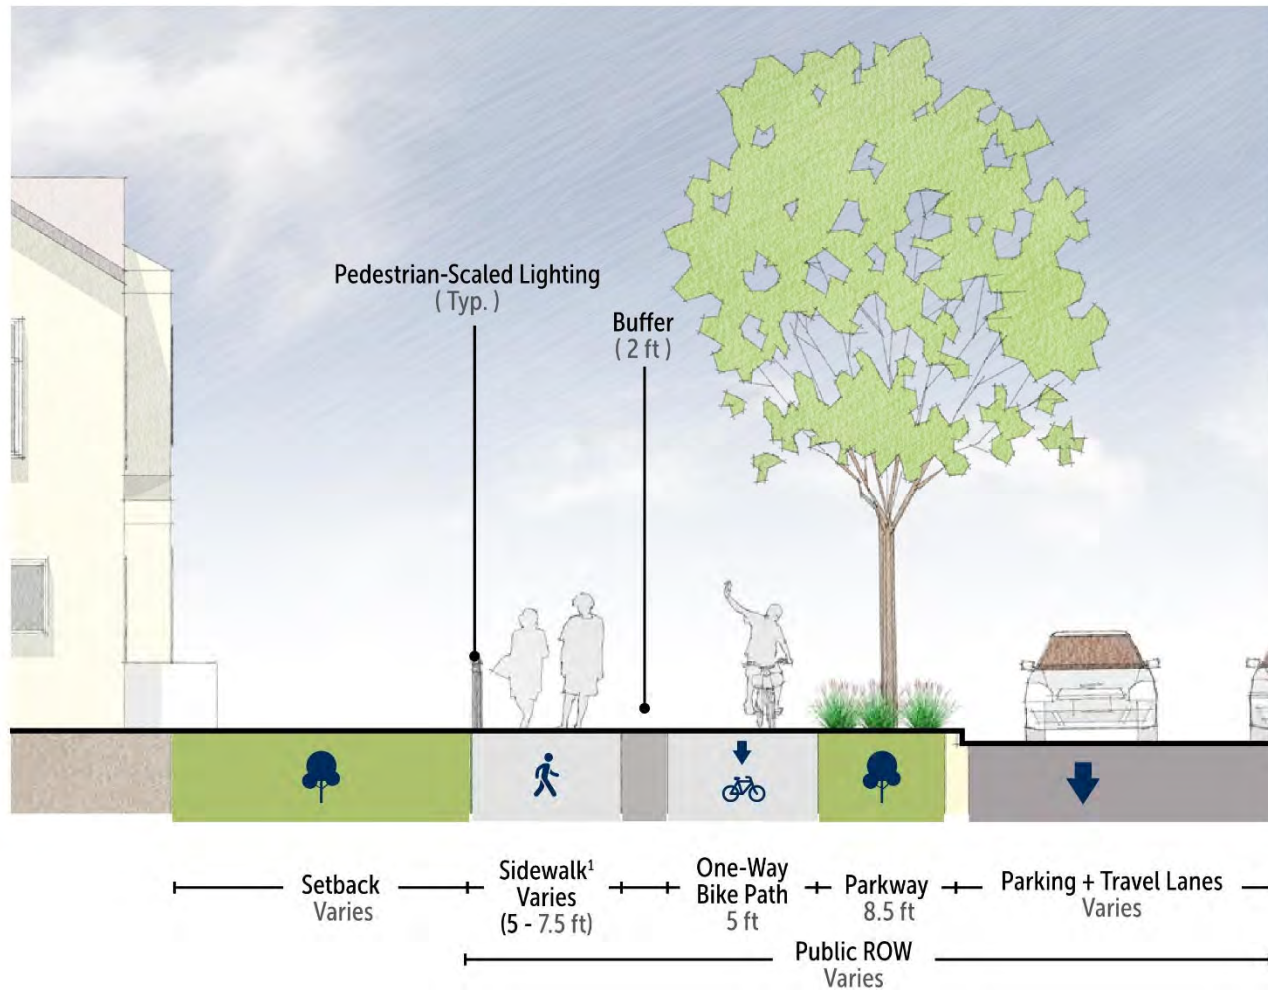 Pedestrian-Scaled Lighting
( Typ. )
Buffer
( 2 ft )
Setback
Varies
Sidewalk¹
Varies
(5 - 7.5 ft)
One-Way
Bike Path
5 ft
Parkway
8.5 ft
Parking + Travel Lanes
Varies
Public ROW
Varies